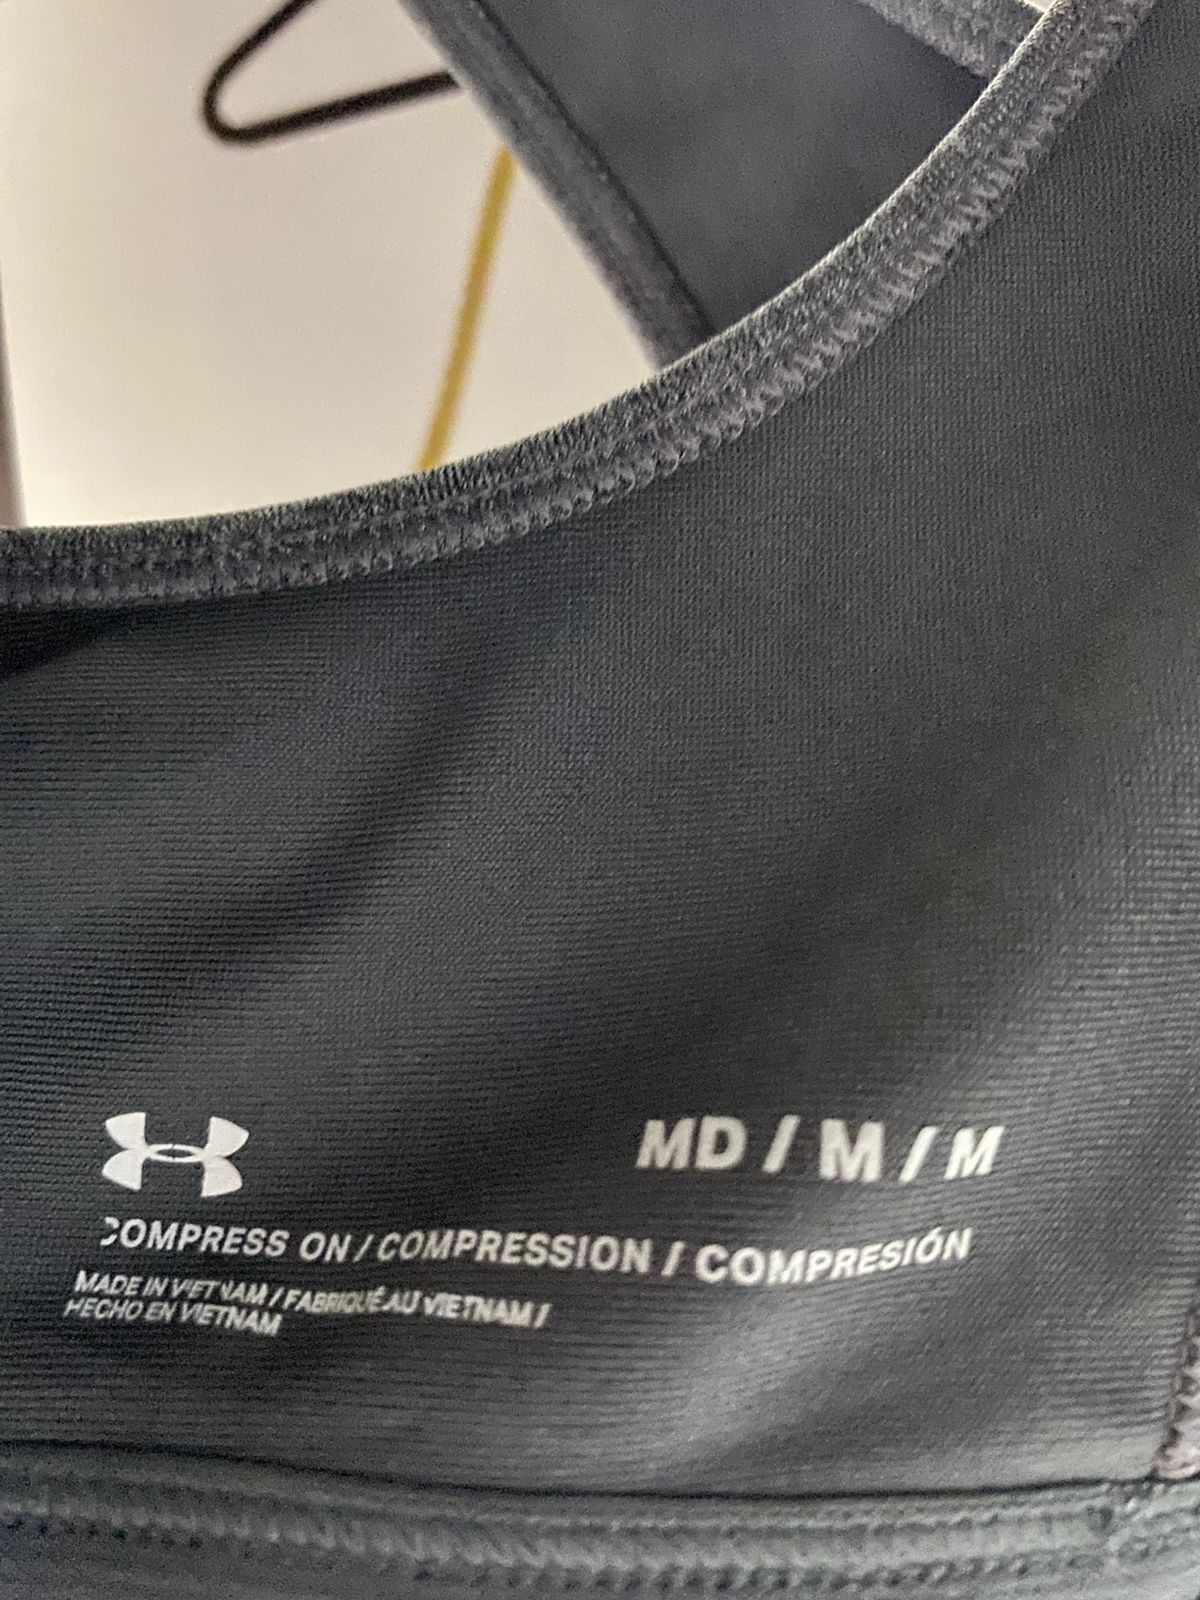 MD / M / M
COMPRESS ON / COMPRESSION / COMPRESIÓN
MADE IN VIETNAM / FABRIQUÉ AU VIETNAM /
HECHO EN VIETNAM